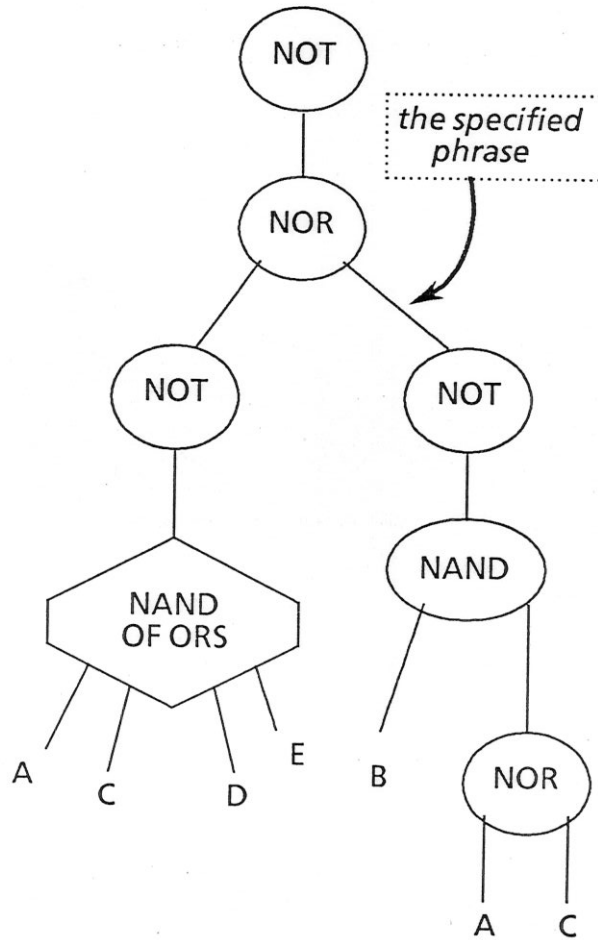 NOT
the specified
phrase
NOR
NOT
NOT
NAND
NAND
OF ORS
E
A
C
D
B
NOR
A
C